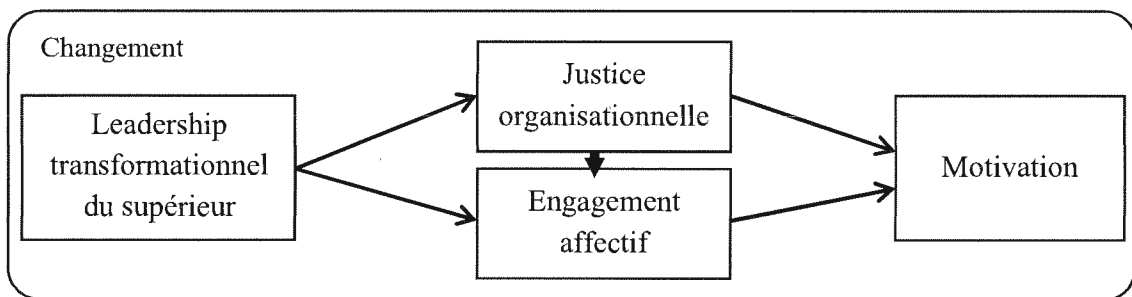 Changement
Leadership
transformationnel
du supérieur
Justice
organisationnelle
Engagement
affectif
Motivation